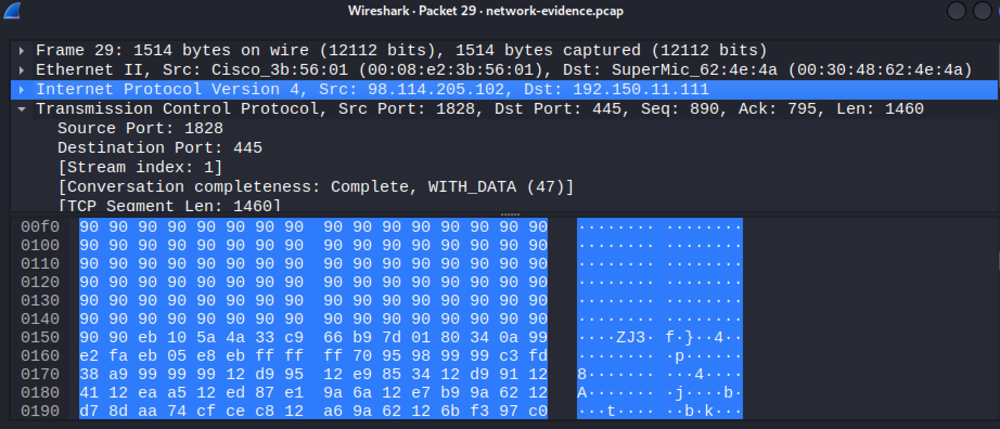 Wireshark · Packet 29 · network-evidence.pcap
Frame 29: 1514 bytes on wire (12112 bits), 1514 bytes captured (12112 bits)
Ethernet II, Src: Cisco_3b:56:01 (00:08:e2:3b:56:01), Dst: SuperMic_62:4e:4a (00:30:48:62:4e:4a)
Internet Protocol Version 4, Src: 98.114.205.102, Dst: 192.150.11.111
Transmission Control Protocol, Src Port: 1828, Dst Port: 445, Seq: 890, Ack: 795, Len: 1460
Source Port: 1828
Destination Port: 445
[Stream index: 1]
[Conversation completeness: Complete, WITH_DATA (47)]
[TCP Segment Len: 1460]
00f0 90 90 90 90 90 90 90 90 90 90 90 90 90 90 90 90 ········ ········
0100 90 90 90 90 90 90 90 90 90 90 90 90 90 90 90 90 ········ ········
0110 90 90 90 90 90 90 90 90 90 90 90 90 90 90 90 90 ········ ········
0120 90 90 90 90 90 90 90 90 90 90 90 90 90 90 90 90 ········ ········
0130 90 90 90 90 90 90 90 90 90 90 90 90 90 90 90 90 ········ ········
0140 90 90 90 90 90 90 90 90 90 90 90 90 90 90 90 90 ········ ········
0150 90 90 eb 10 5a 4a 33 c9 66 b9 7d 01 80 34 0a 99 ····ZJ3· f·}··4··
0160 e2 fa eb 05 e8 eb ff ff ff 70 95 98 99 99 c3 fd ········ ·p······
0170 38 a9 99 99 99 12 d9 95 12 e9 85 34 12 d9 91 12 8······· ···4····
0180 41 12 ea a5 12 ed 87 e1 9a 6a 12 e7 b9 9a 62 12 A······· ·j····b·
0190 d7 8d aa 74 cf ce c8 12 a6 9a 62 12 6b f3 97 c0 ···t···· ··b·k···